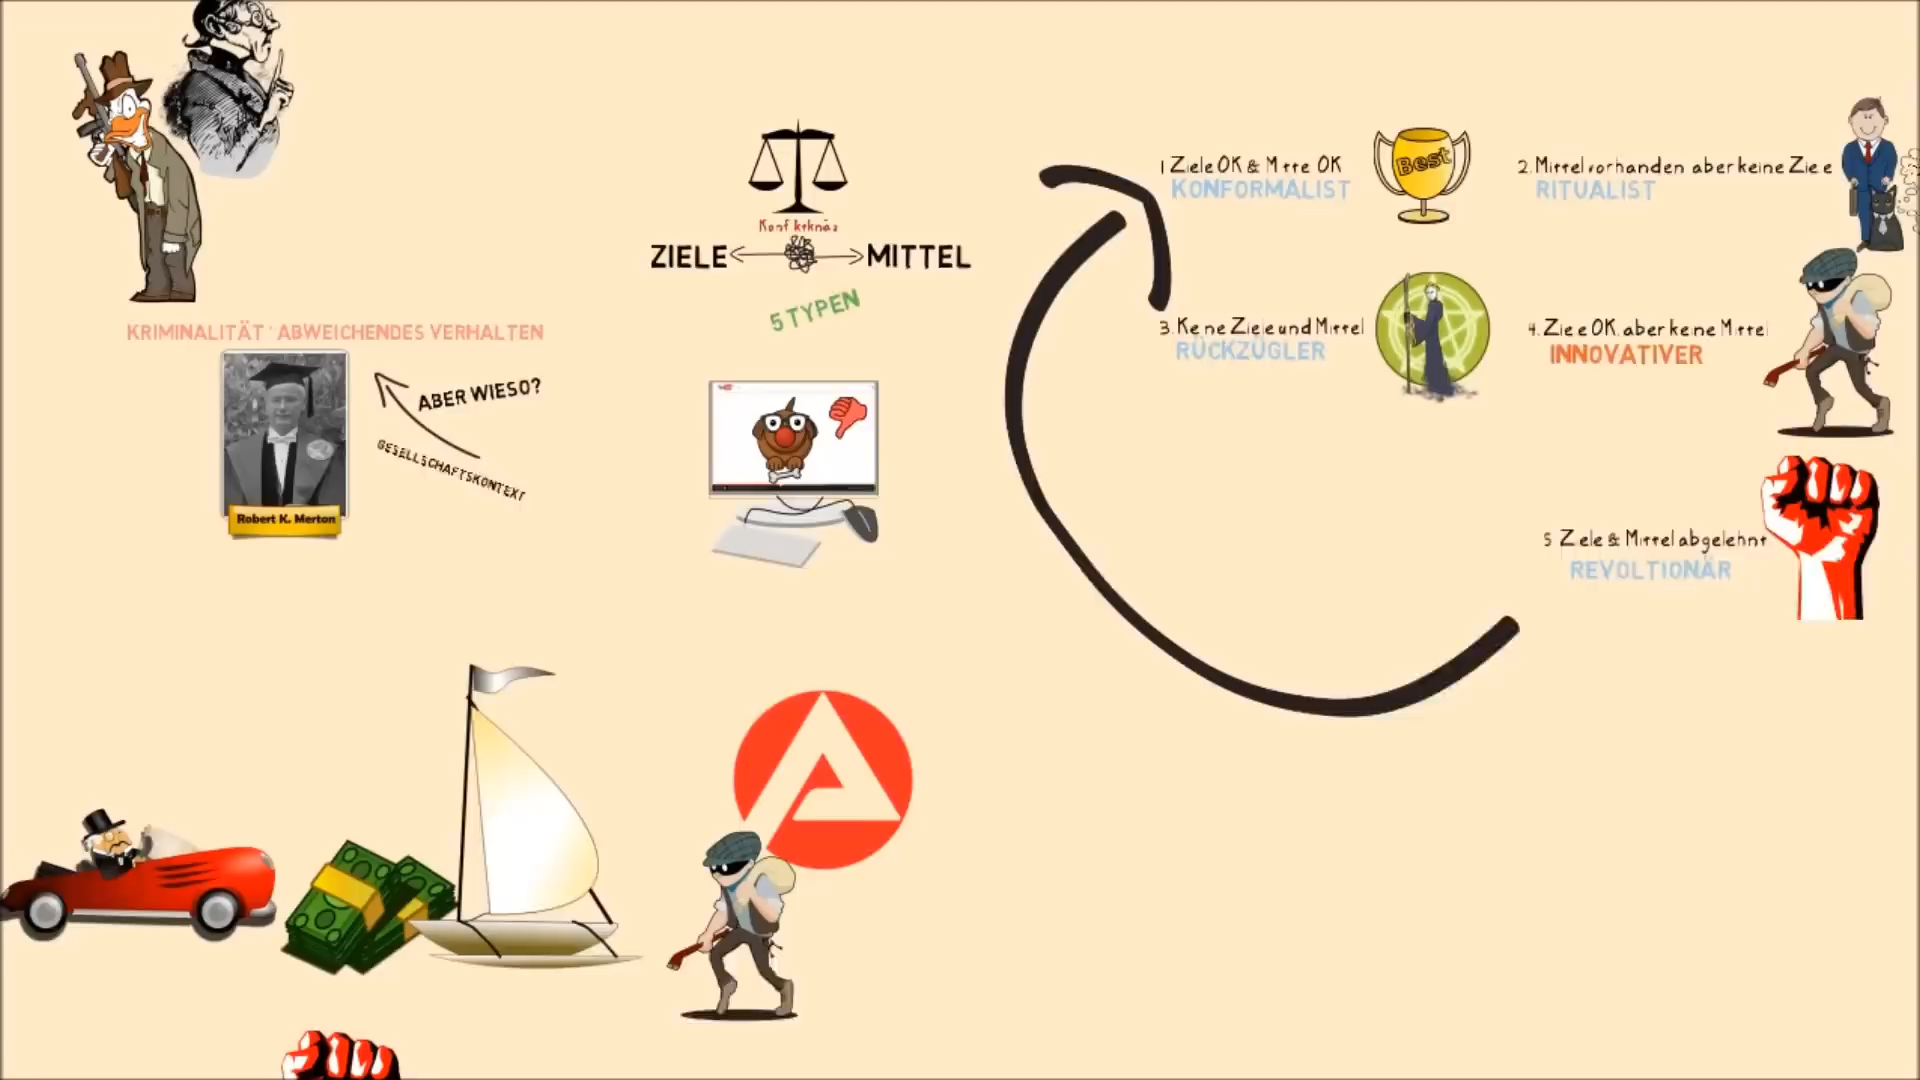 KRIMINALITÄT = ABWEICHENDES VERHALTEN
ABER WIESO?
GESELLSCHAFTSKONTEXT
Robert K. Merton
ZIELE
MITTEL
5 TYPEN
1 Ziele OK & Mitte OK
KONFORMALIST
Best
2. Mittel vorhanden aber keine Ziele
RITUALIST
3. Keine Ziele und Mittel
RÜCKZÜGLER
4. Ziele OK, aber keine Mittel
INNOVATIVER
5 Ziele & Mittel abgelehnt
REVOLTIONÄR